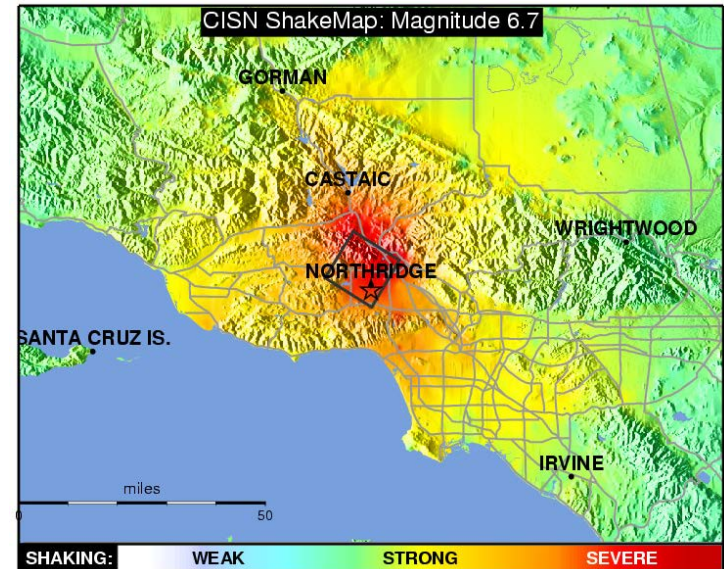 CISN ShakeMap: Magnitude 6.7
GORMAN
CASTAIC
WRIGHTWOOD
NORTHRIDGE
SANTA CRUZ IS.
IRVINE
miles
0 50
SHAKING: WEAK STRONG SEVERE